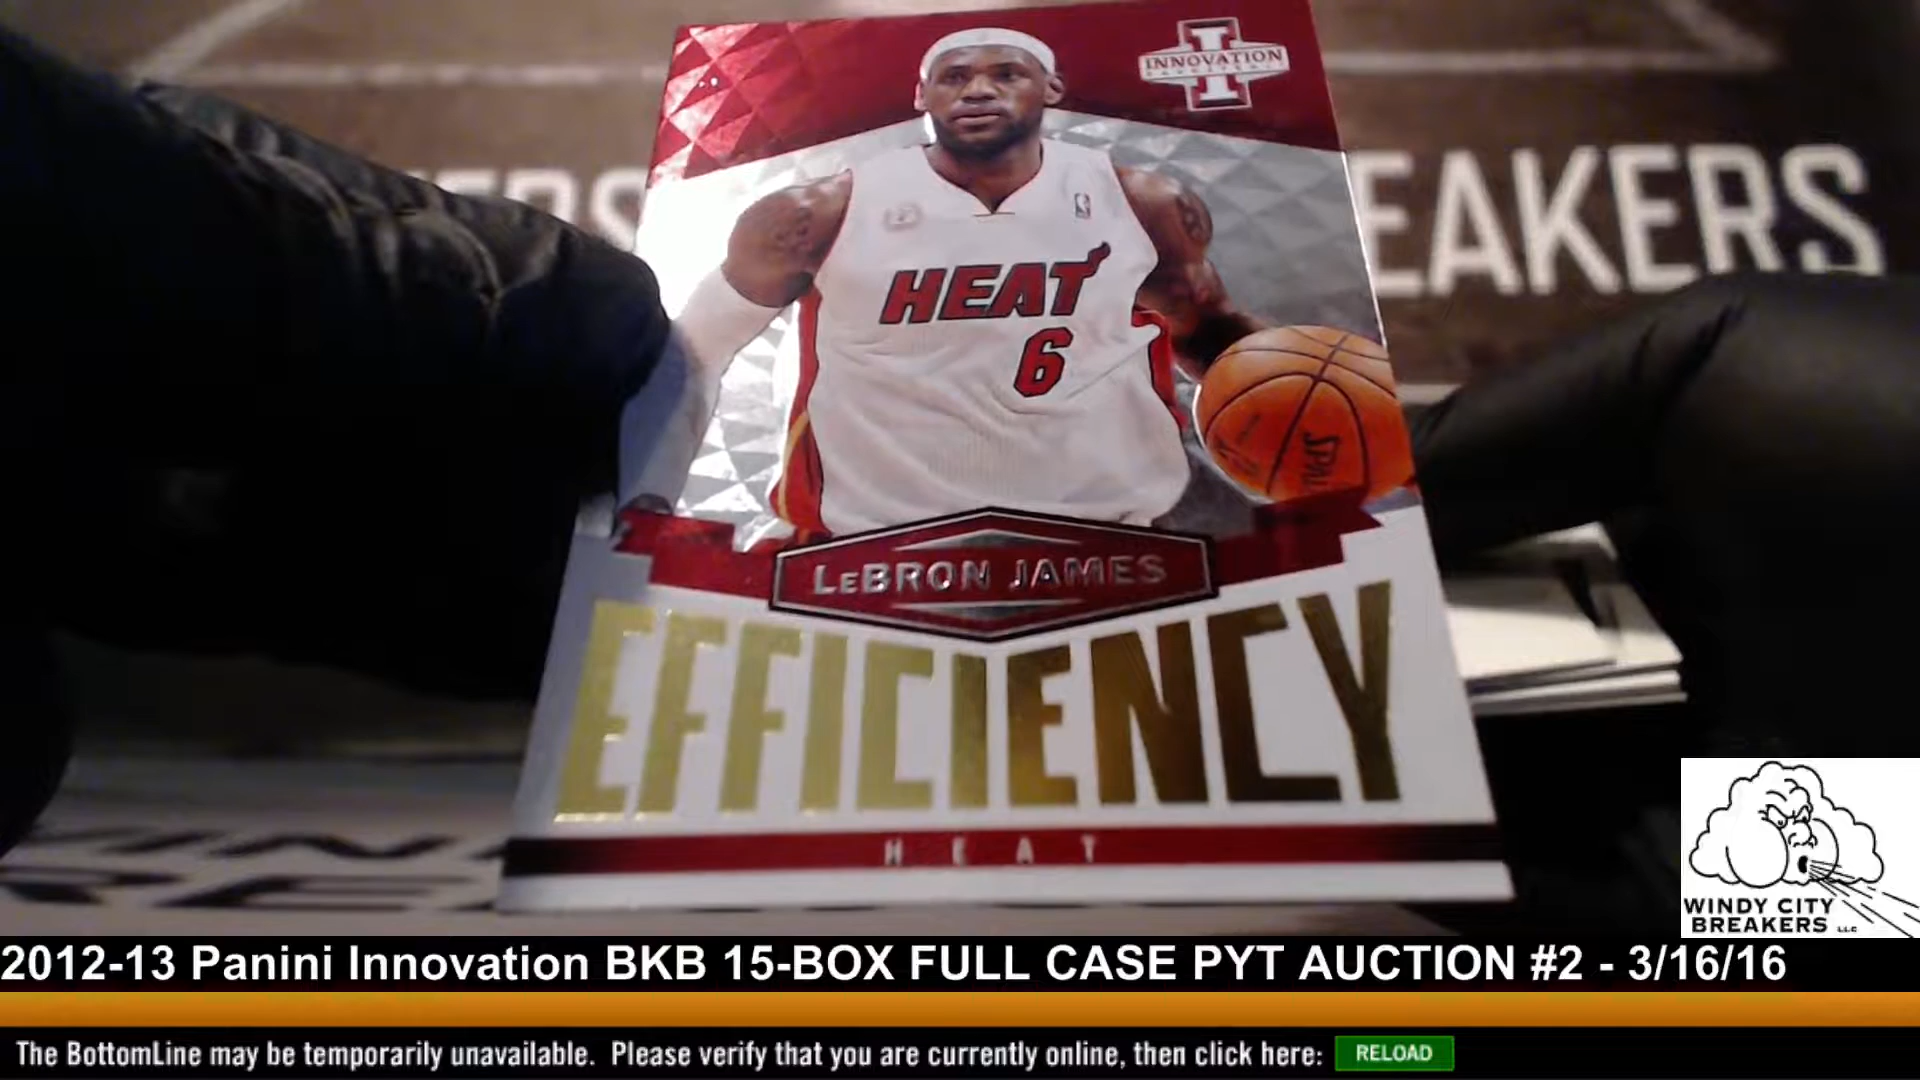 INNOVATION
EAKERS
HEAT
6
LEBRON JAMES
EFFICIENCY
HEAT
WINDY CITY
BREAKERS LLC
2012-13 Panini Innovation BKB 15-BOX FULL CASE PYT AUCTION #2 - 3/16/16
The BottomLine may be temporarily unavailable. Please verify that you are currently online, then click here: RELOAD